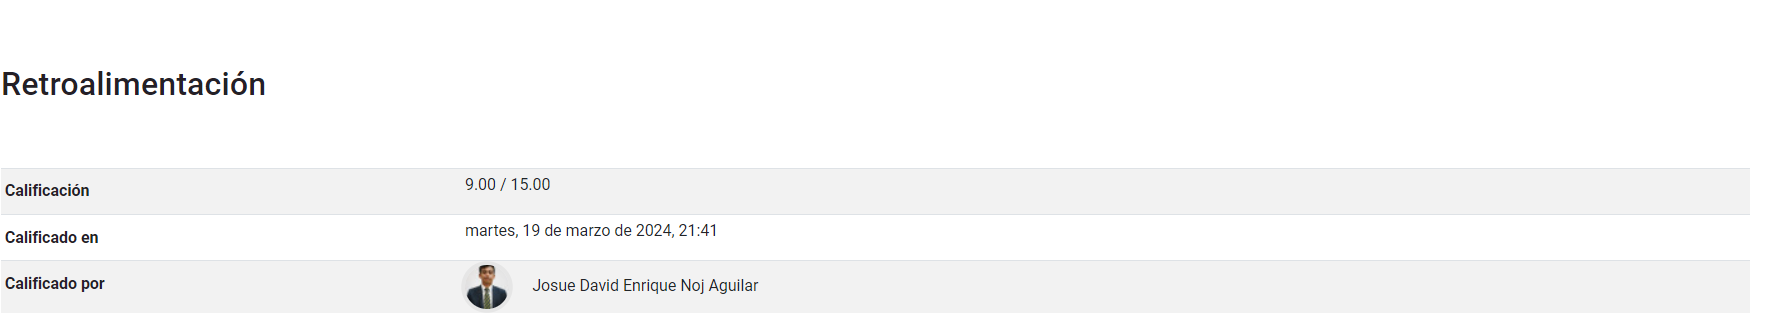 Retroalimentación
Calificación 9.00 / 15.00
Calificado en martes, 19 de marzo de 2024, 21:41
Calificado por Josue David Enrique Noj Aguilar